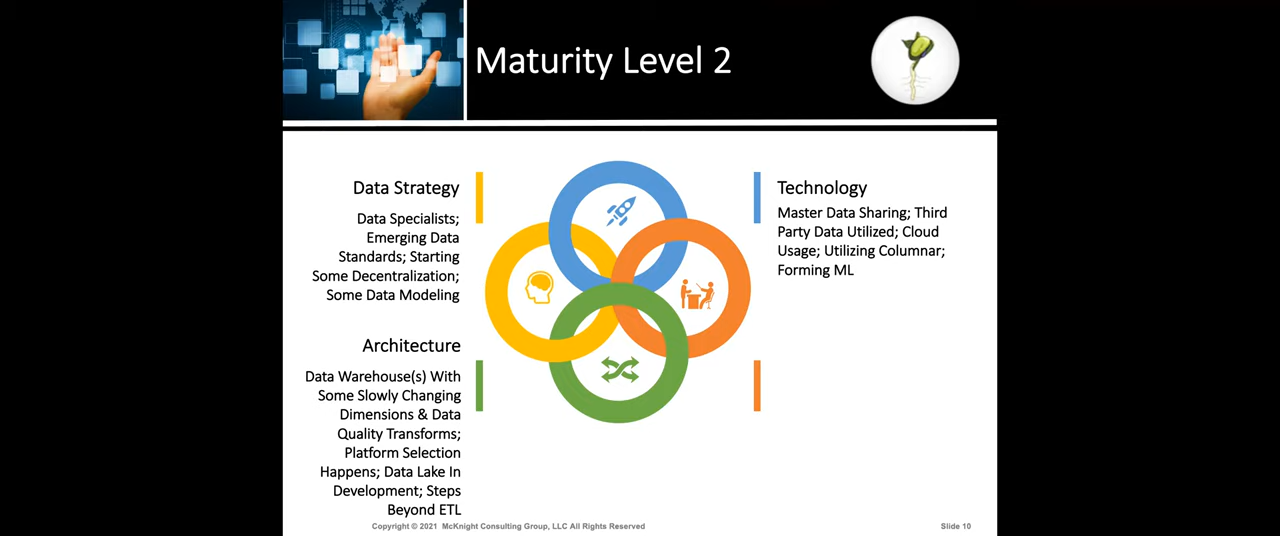 Maturity Level 2
Data Strategy
Data Specialists;
Emerging Data
Standards; Starting
Some Decentralization;
Some Data Modeling
Technology
Master Data Sharing; Third
Party Data Utilized; Cloud
Usage; Utilizing Columnar;
Forming ML
Architecture
Data Warehouse(s) With
Some Slowly Changing
Dimensions & Data
Quality Transforms;
Platform Selection
Happens; Data Lake In
Development; Steps
Beyond ETL
Copyright © 2021 McKnight Consulting Group, LLC All Rights Reserved
Slide 10